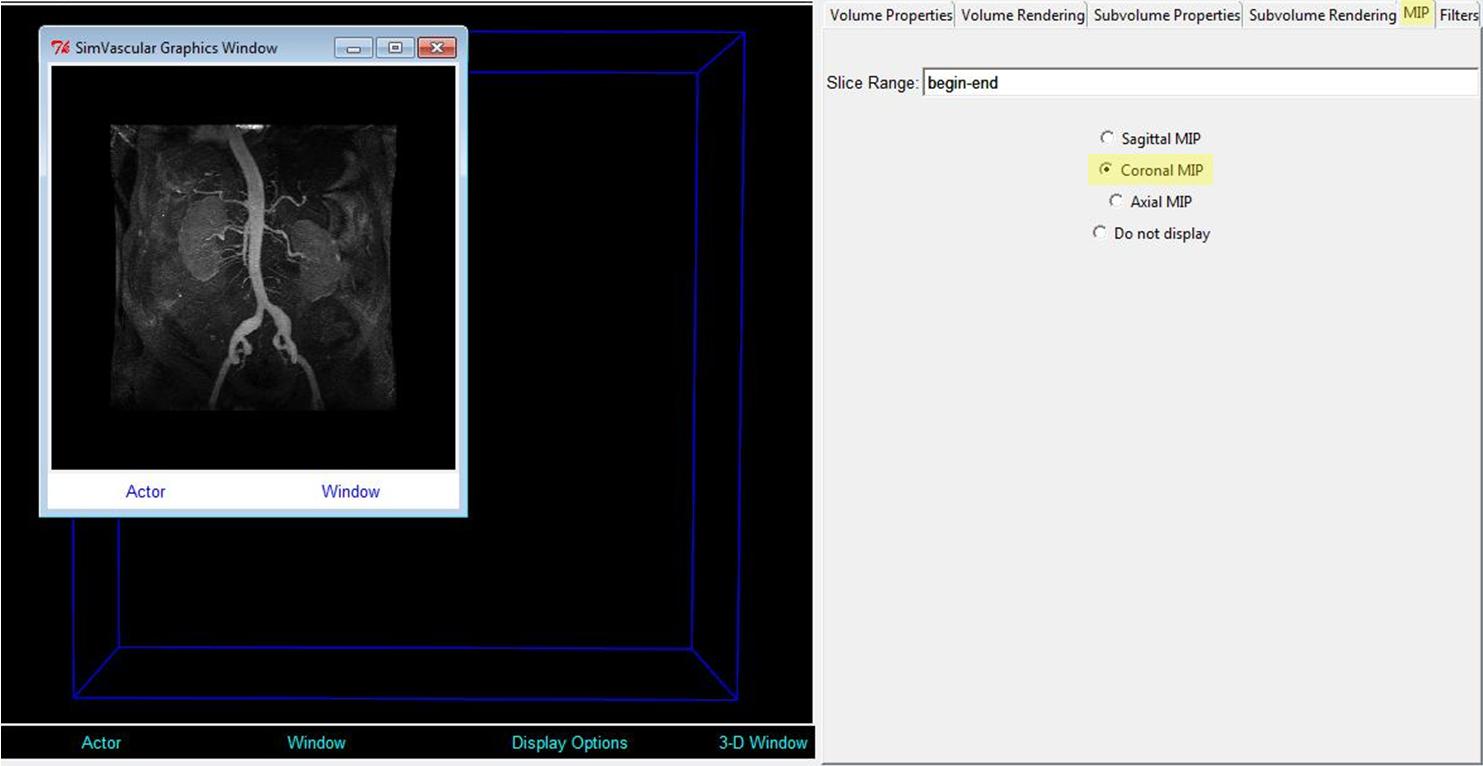 SimVascular Graphics Window
Actor Window
Actor Window Display Options 3-D Window
Volume Properties Volume Rendering Subvolume Properties Subvolume Rendering MIP Filters
Slice Range: begin-end
Sagittal MIP
Coronal MIP
Axial MIP
Do not display